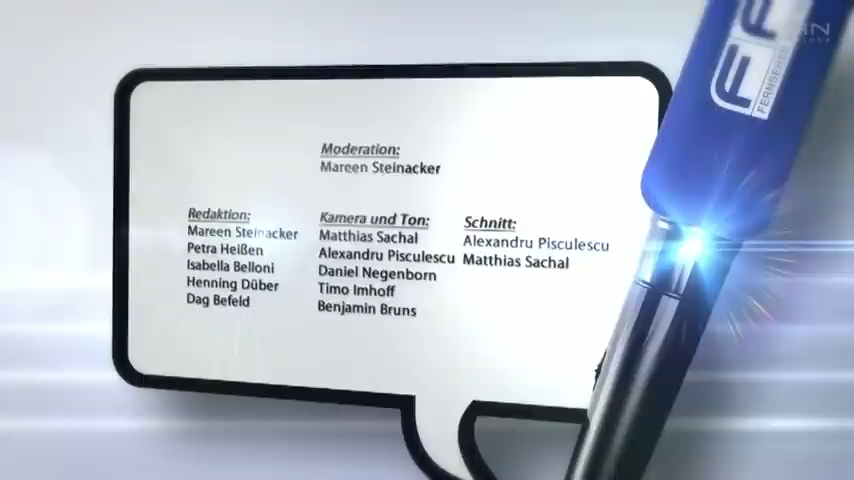 Moderation:
Mareen Steinacker
Redaktion:
Mareen Steinacker
Petra Heißen
Isabella Belloni
Henning Düber
Dag Befeld
Kamera und Ton:
Matthias Sachal
Alexandru Pisculescu
Daniel Negenborn
Timo Imhoff
Benjamin Bruns
Schnitt:
Alexandru Pisculescu
Matthias Sachal